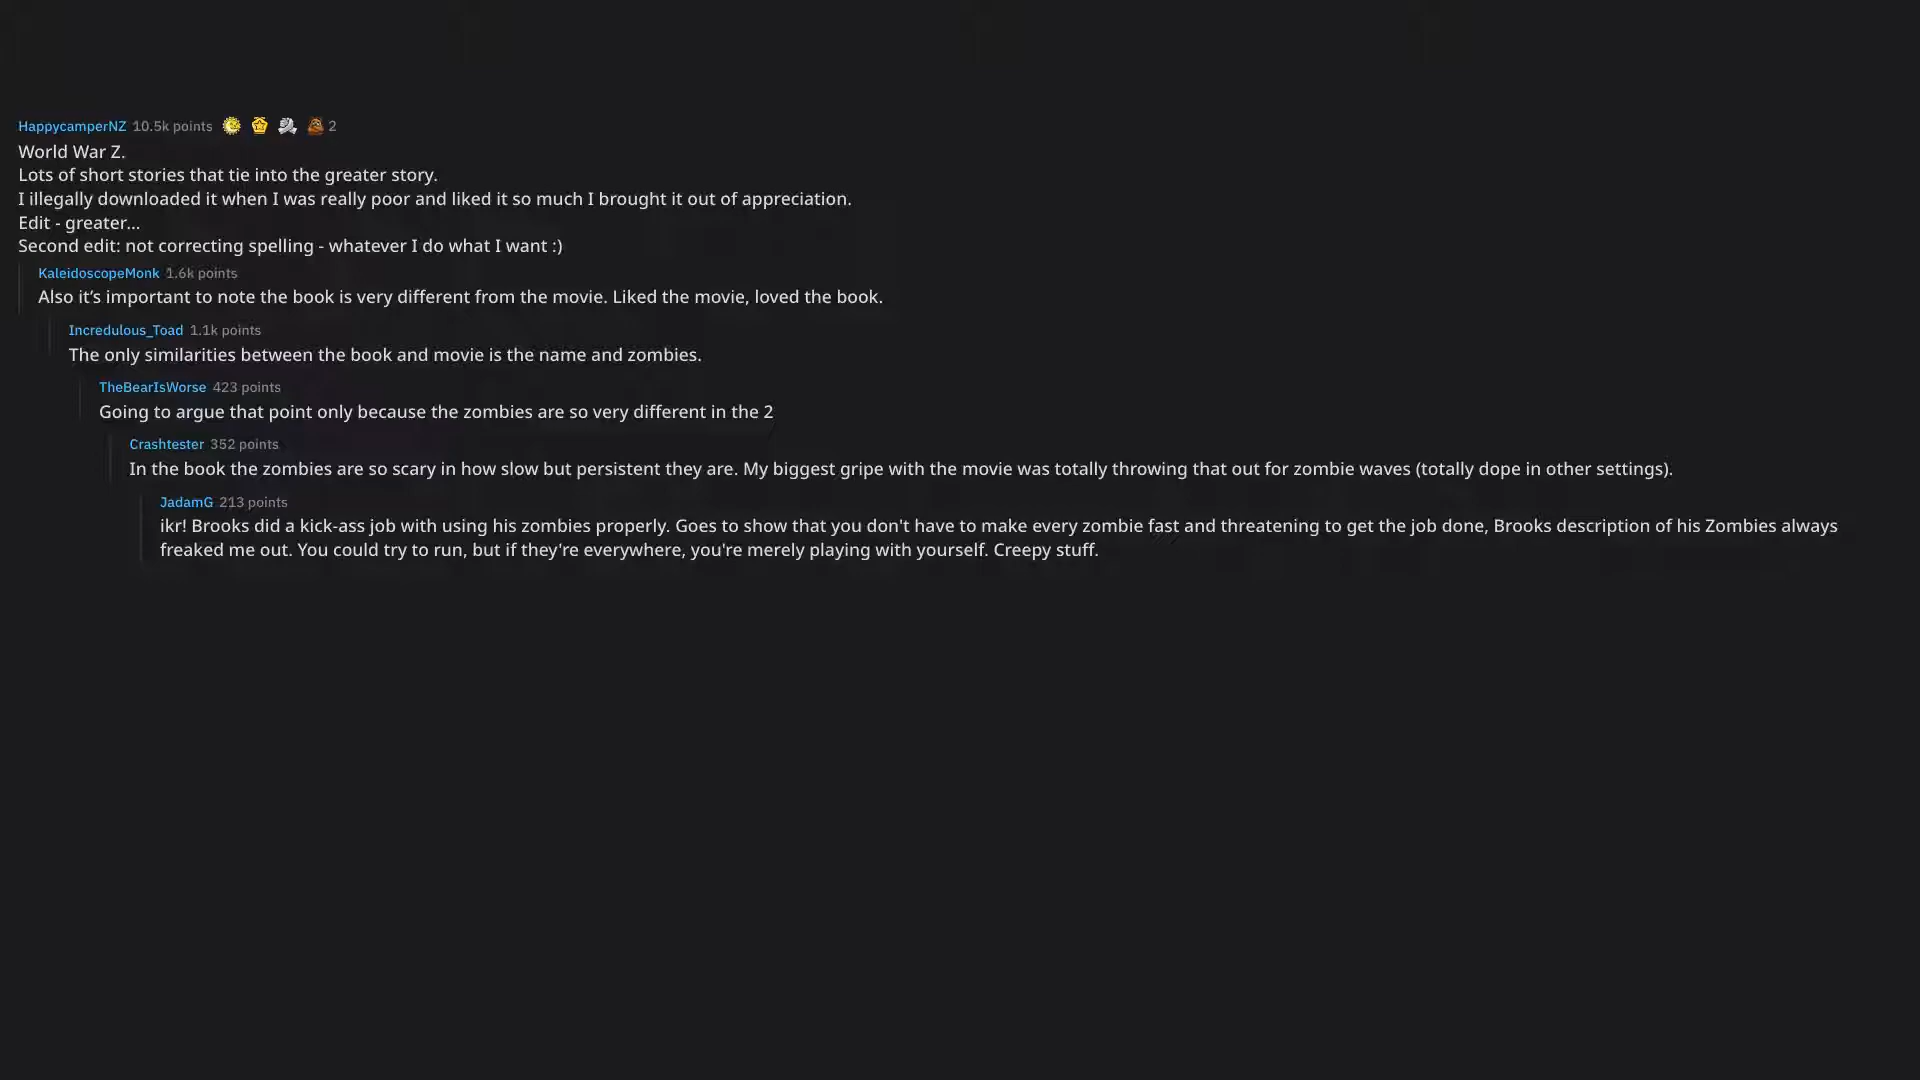 HappycamperNZ 10.5k points 2
World War Z.
Lots of short stories that tie into the greater story.
I illegally downloaded it when I was really poor and liked it so much I brought it out of appreciation.
Edit - greater...
Second edit: not correcting spelling - whatever I do what I want :)
KaleidoscopeMonk 1.6k points
Also it’s important to note the book is very different from the movie. Liked the movie, loved the book.
Incredulous_Toad 1.1k points
The only similarities between the book and movie is the name and zombies.
TheBearIsWorse 423 points
Going to argue that point only because the zombies are so very different in the 2
Crashtester 352 points
In the book the zombies are so scary in how slow but persistent they are. My biggest gripe with the movie was totally throwing that out for zombie waves (totally dope in other settings).
JadamG 213 points
ikr! Brooks did a kick-ass job with using his zombies properly. Goes to show that you don't have to make every zombie fast and threatening to get the job done, Brooks description of his Zombies always
freaked me out. You could try to run, but if they're everywhere, you're merely playing with yourself. Creepy stuff.